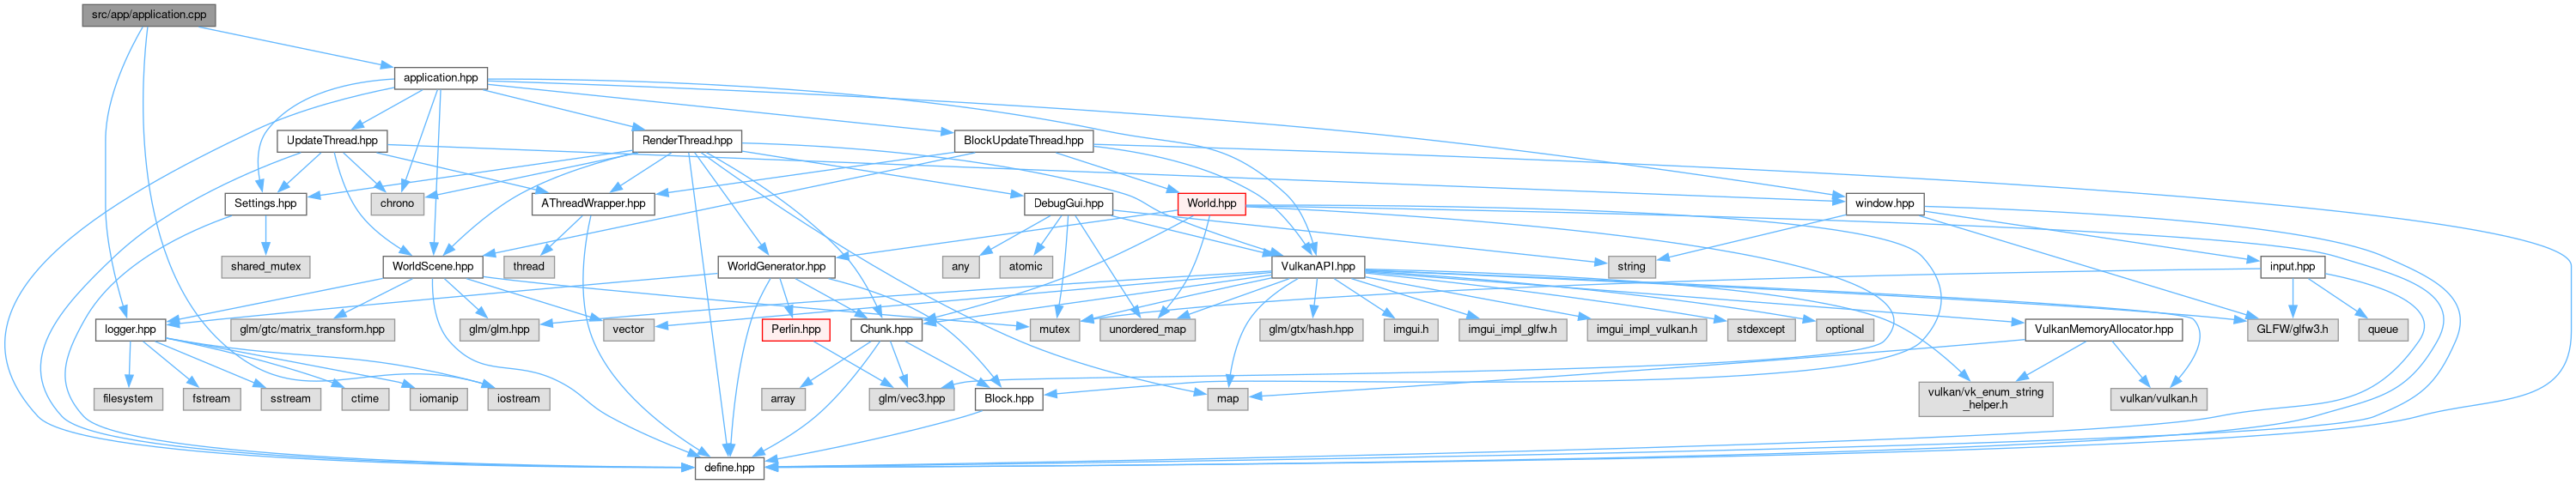 src/app/application.cpp
application.hpp
UpdateThread.hpp
RenderThread.hpp
BlockUpdateThread.hpp
Settings.hpp
chrono
AThreadWrapper.hpp
DebugGui.hpp
World.hpp
window.hpp
shared_mutex
WorldScene.hpp
thread
WorldGenerator.hpp
any
atomic
VulkanAPI.hpp
string
input.hpp
logger.hpp
glm/gtc/matrix_transform.hpp
glm/glm.hpp
vector
Perlin.hpp
Chunk.hpp
mutex
unordered_map
glm/gtx/hash.hpp
imgui.h
imgui_impl_glfw.h
imgui_impl_vulkan.h
stdexcept
optional
VulkanMemoryAllocator.hpp
GLFW/glfw3.h
queue
filesystem
fstream
sstream
ctime
iomanip
iostream
array
glm/vec3.hpp
Block.hpp
map
vulkan/vk_enum_string
_helper.h
vulkan/vulkan.h
define.hpp